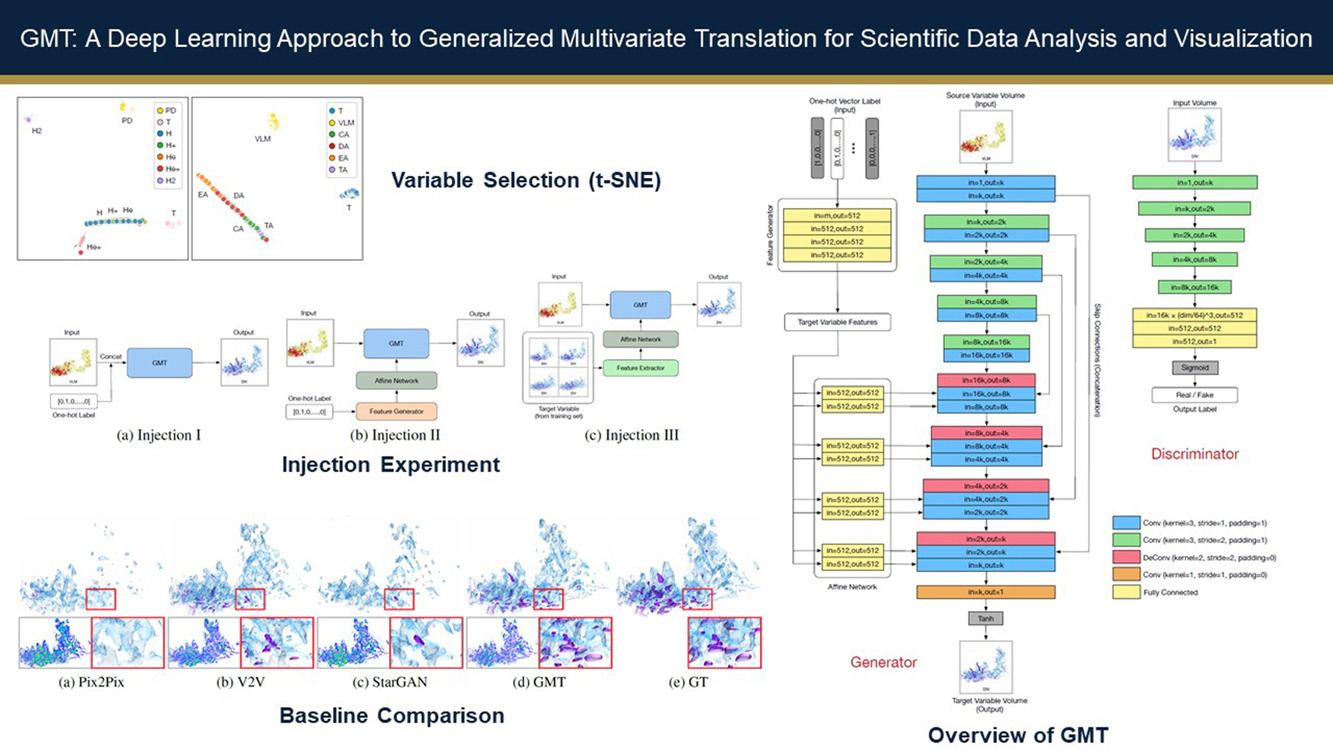 GMT: A Deep Learning Approach to Generalized Multivariate Translation for Scientific Data Analysis and Visualization
H2
PD
PD
T
H
H+
He
He+
H2
H H+ He
T
He+
VLM
EA
DA
CA
TA
T
T
VLM
CA
DA
EA
TA
Variable Selection (t-SNE)
Input
VLM
Concat
GMT
Output
DIV
[0,1,0,...,0]
One-hot Label
(a) Injection I
Input
VLM
GMT
Output
DIV
Affine Network
One-hot Label
[0,1,0,...,0]
Feature Generator
(b) Injection II
Input
VLM
GMT
Output
DIV
Affine Network
Feature Extractor
DIV DIV
DIV DIV
Target Variable
(from training set)
(c) Injection III
Injection Experiment
(a) Pix2Pix
(b) V2V
(c) StarGAN
(d) GMT
(e) GT
Baseline Comparison
One-hot Vector Label
(Input)
[1,0,0,...,0]
[0,1,0,...,0]
...
[0,0,0,...,1]
Feature Generator
in=m,out=512
in=512,out=512
in=512,out=512
in=512,out=512
Target Variable Features
in=512,out=512
in=512,out=512
in=512,out=512
in=512,out=512
in=512,out=512
in=512,out=512
in=512,out=512
in=512,out=512
Affine Network
Source Variable Volume
(Input)
VLM
in=1,out=k
in=k,out=k
in=k,out=2k
in=2k,out=2k
in=2k,out=4k
in=4k,out=4k
in=4k,out=8k
in=8k,out=8k
in=8k,out=16k
in=16k,out=16k
in=16k,out=8k
in=16k,out=8k
in=8k,out=8k
in=8k,out=4k
in=8k,out=4k
in=4k,out=4k
in=4k,out=2k
in=4k,out=2k
in=2k,out=2k
in=2k,out=k
in=2k,out=k
in=k,out=k
in=k,out=1
Tanh
DIV
Target Variable Volume
(Output)
Skip Connections (Concatenation)
Generator
Input Volume
DIV
in=1,out=k
in=k,out=2k
in=2k,out=4k
in=4k,out=8k
in=8k,out=16k
in=16k × (dim/64)^3,out=512
in=512,out=512
in=512,out=1
Sigmoid
Real / Fake
Output Label
Discriminator
Conv (kernel=3, stride=1, padding=1)
Conv (kernel=3, stride=2, padding=1)
DeConv (kernel=2, stride=2, padding=0)
Conv (kernel=1, stride=1, padding=0)
Fully Connected
Overview of GMT